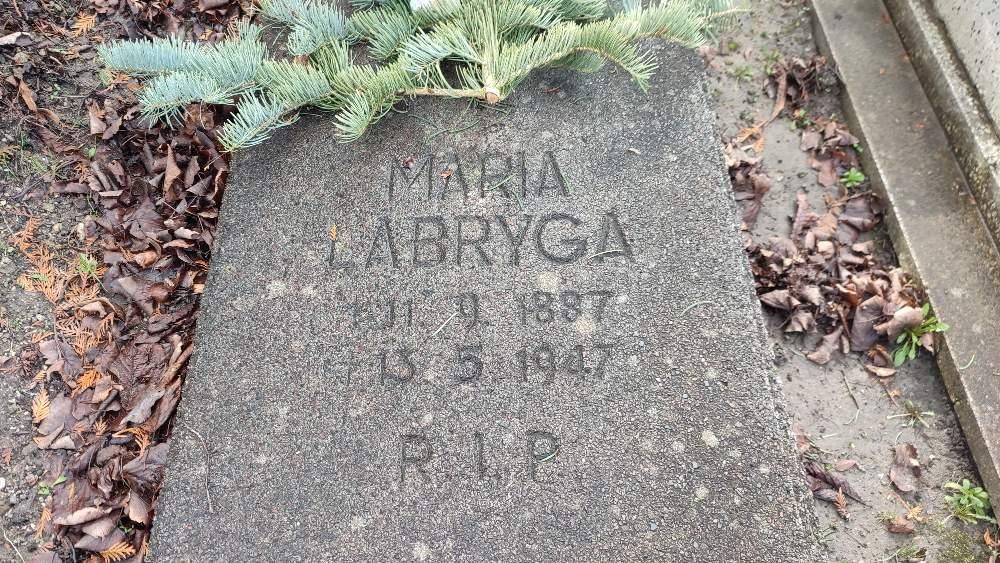 MARIA
LABRYGA
* 11 9. 1887
† 13. 5. 1947
R. I. P